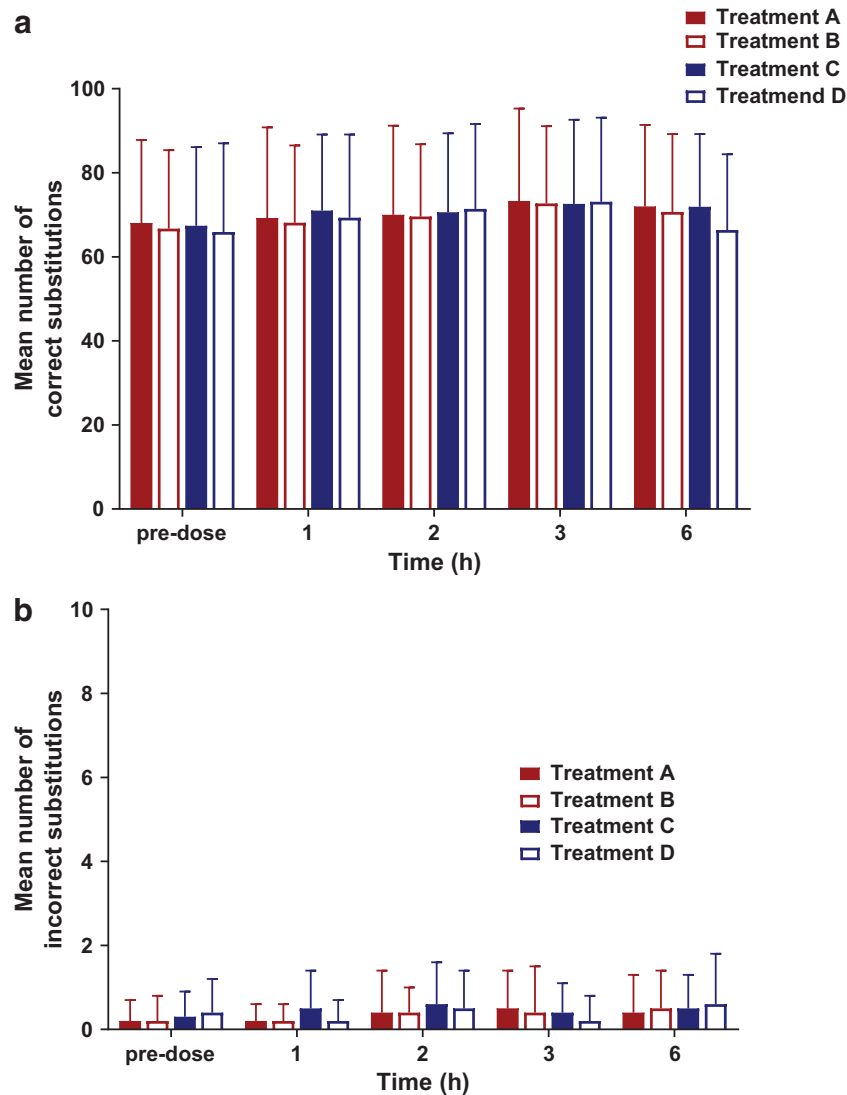 a
Treatment A
Treatment B
Treatment C
Treatmend D
100
80
60
40
20
0
Mean number of
correct substitutions
pre-dose 1 2 3 6
Time (h)
b
10
8
6
4
2
0
Mean number of
incorrect substitutions
Treatment A
Treatment B
Treatment C
Treatment D
pre-dose 1 2 3 6
Time (h)